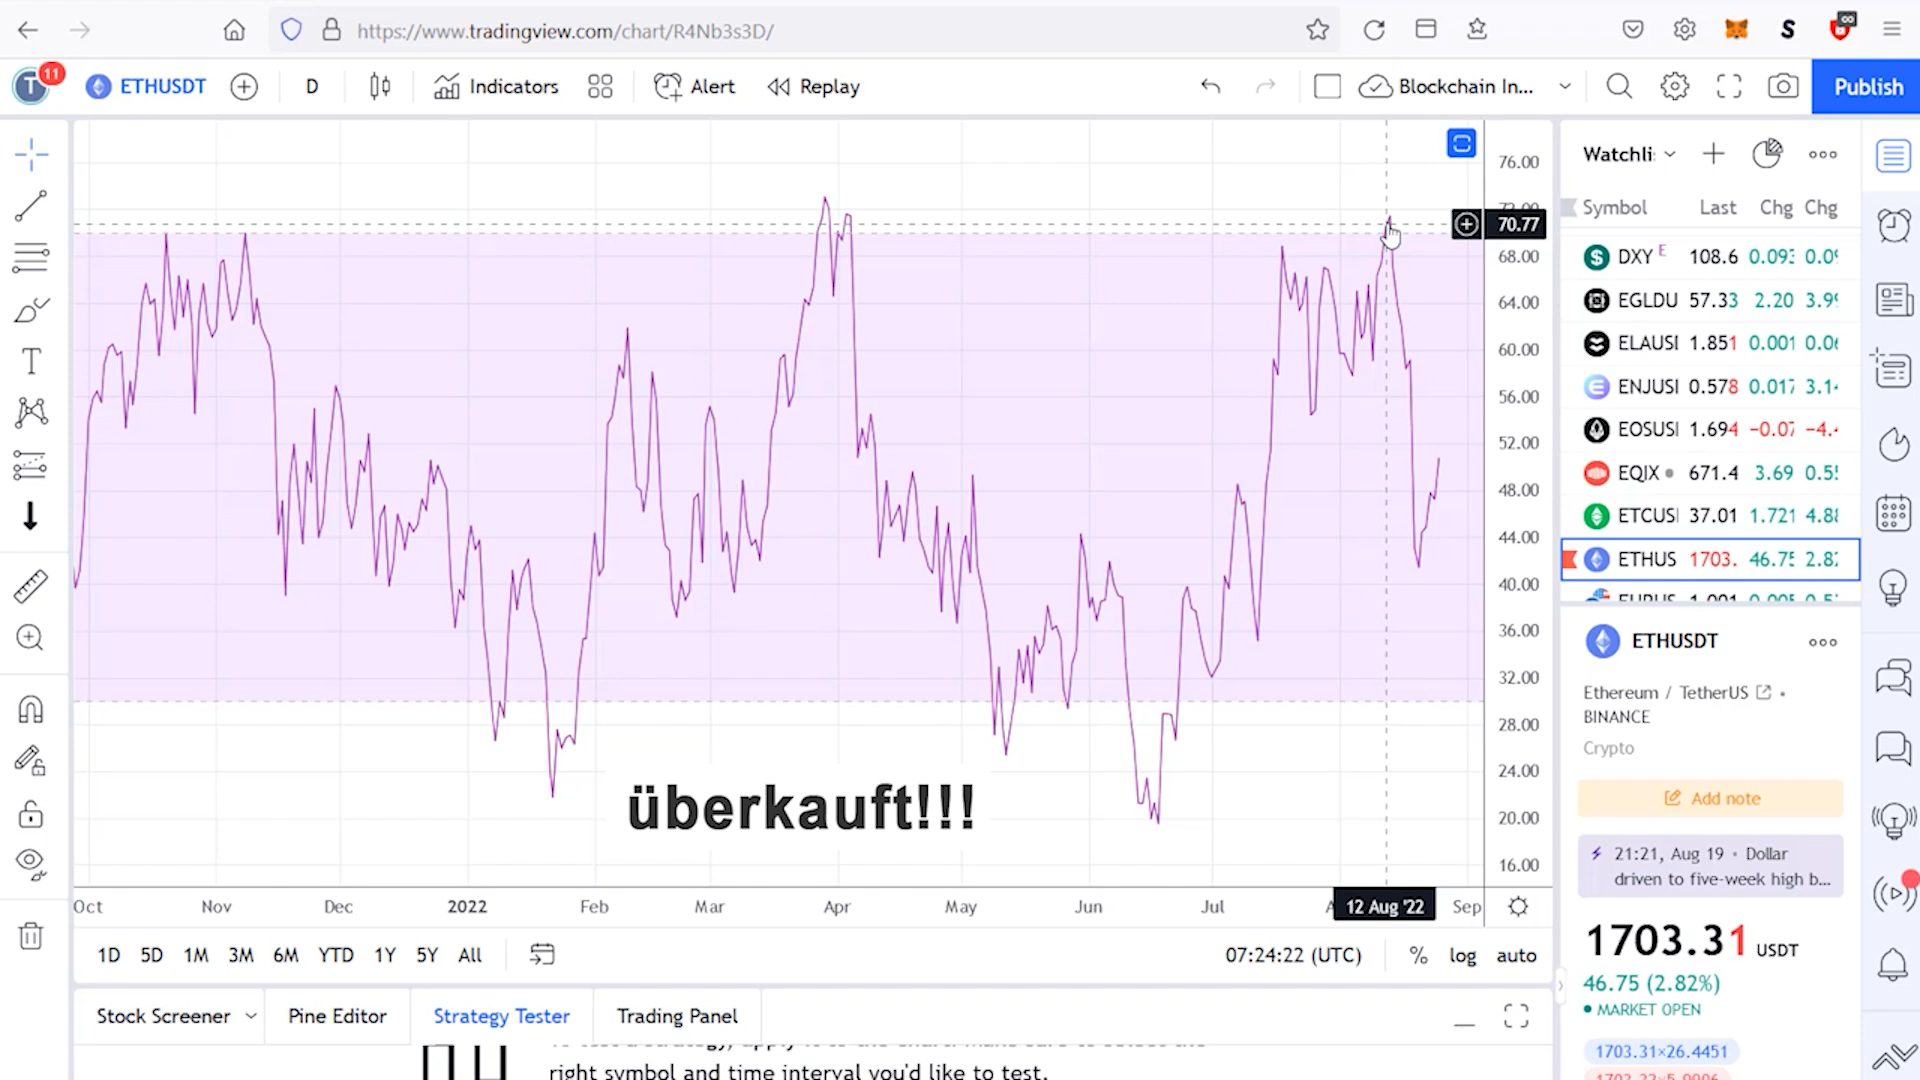 https://www.tradingview.com/chart/R4Nb3s3D/
T 11 ETHUSDT D Indicators Alert Replay Blockchain In... Publish
Watchli
Symbol Last Chg Chg
DXY E 108.6
EGLDU 57.33 2.20
ELAUSI 1.851
ENJUSI 0.578
EOSUSI 1.694
EQIX 671.4 3.69
ETCUSI 37.01 1.721
ETHUS 1703. 46.75
76.00
70.77
68.00
64.00
60.00
56.00
52.00
48.00
44.00
40.00
36.00
32.00
28.00
24.00
20.00
16.00
überkauft!!!
Oct Nov Dec 2022 Feb Mar Apr May Jun Jul 12 Aug '22 Sep
1D 5D 1M 3M 6M YTD 1Y 5Y All
07:24:22 (UTC) % log auto
Stock Screener Pine Editor Strategy Tester Trading Panel
right symbol and time interval you'd like to test.
ETHUSDT
Ethereum / TetherUS
BINANCE
Crypto
Add note
21:21, Aug 19 · Dollar
driven to five-week high b...
1703.31 USDT
46.75 (2.82%)
MARKET OPEN
1703.31×26.4451